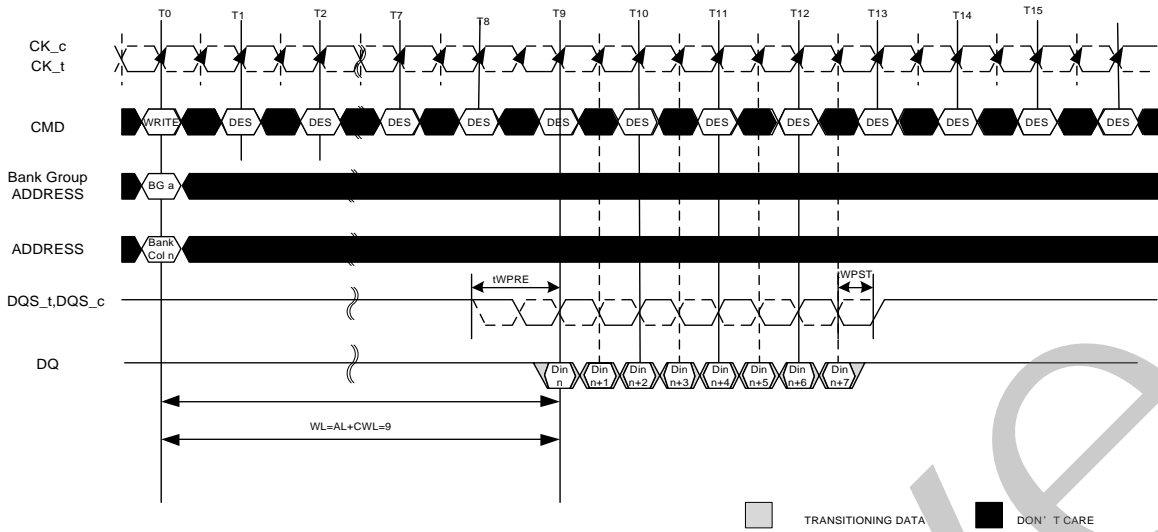 T0 T1 T2 T7 T8 T9 T10 T11 T12 T13 T14 T15
CK_c
CK_t
CMD
WRITE DES DES DES DES DES DES DES DES DES DES DES DES
Bank Group
ADDRESS
BG a
ADDRESS
Bank
Col n
tWPRE
tWPST
DQS_t,DQS_c
DQ
Din Din Din Din Din Din Din Din
n n+1 n+2 n+3 n+4 n+5 n+6 n+7
WL=AL+CWL=9
TRANSITIONING DATA
DON'T CARE